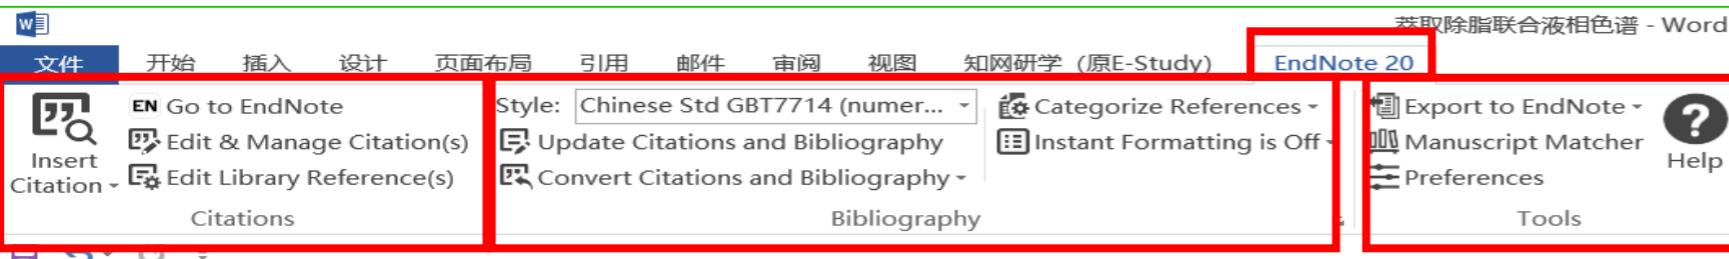 萃取除脂联合液相色谱 - Word
文件 开始 插入 设计 页面布局 引用 邮件 审阅 视图 知网研学（原E-Study） EndNote 20
Insert Citation
EN Go to EndNote
Edit & Manage Citation(s)
Edit Library Reference(s)
Citations
Style: Chinese Std GBT7714 (numer...
Update Citations and Bibliography
Convert Citations and Bibliography
Categorize References
Instant Formatting is Off
Bibliography
Export to EndNote
Manuscript Matcher
Preferences
Help
Tools